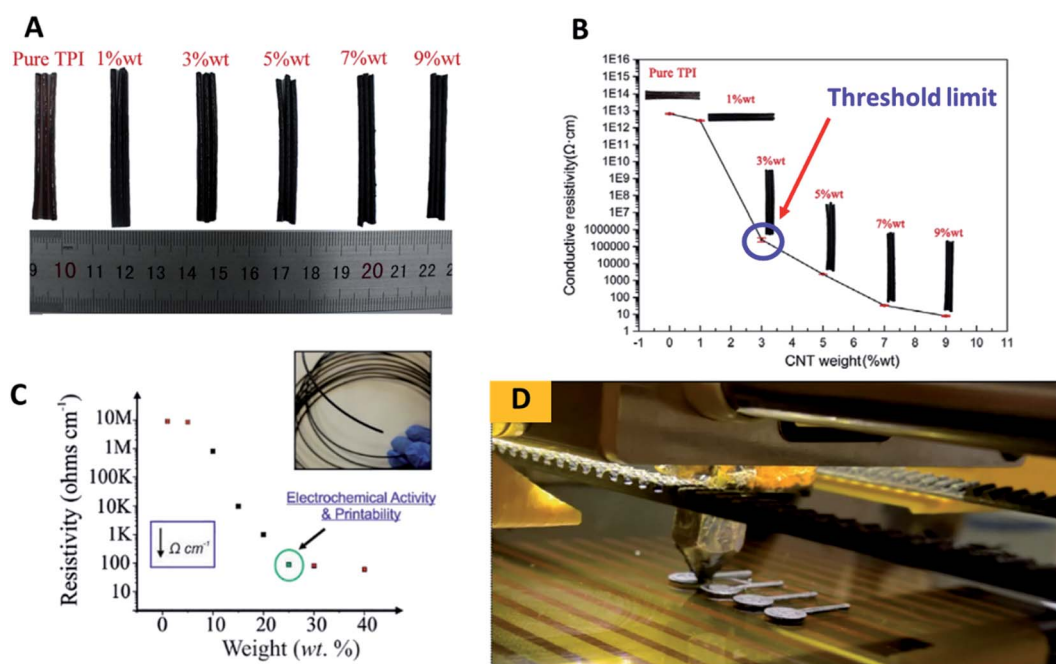 A
Pure TPI 1%wt 3%wt 5%wt 7%wt 9%wt
9 10 11 12 13 14 15 16 17 18 19 20 21 22 2
B
Conductive resistivity(Ω·cm)
1E16
1E15
1E14
1E13
1E12
1E11
1E10
1E9
1E8
1E7
1000000
100000
10000
1000
100
10
1
Pure TPI
1%wt
Threshold limit
3%wt
5%wt
7%wt
9%wt
-1 0 1 2 3 4 5 6 7 8 9 10 11
CNT weight(%wt)
C
Resistivity (ohms cm⁻¹)
10M
1M
100K
10K
1K
100
10
Electrochemical Activity
& Printability
Ω cm⁻¹
0 10 20 30 40
Weight (wt. %)
D